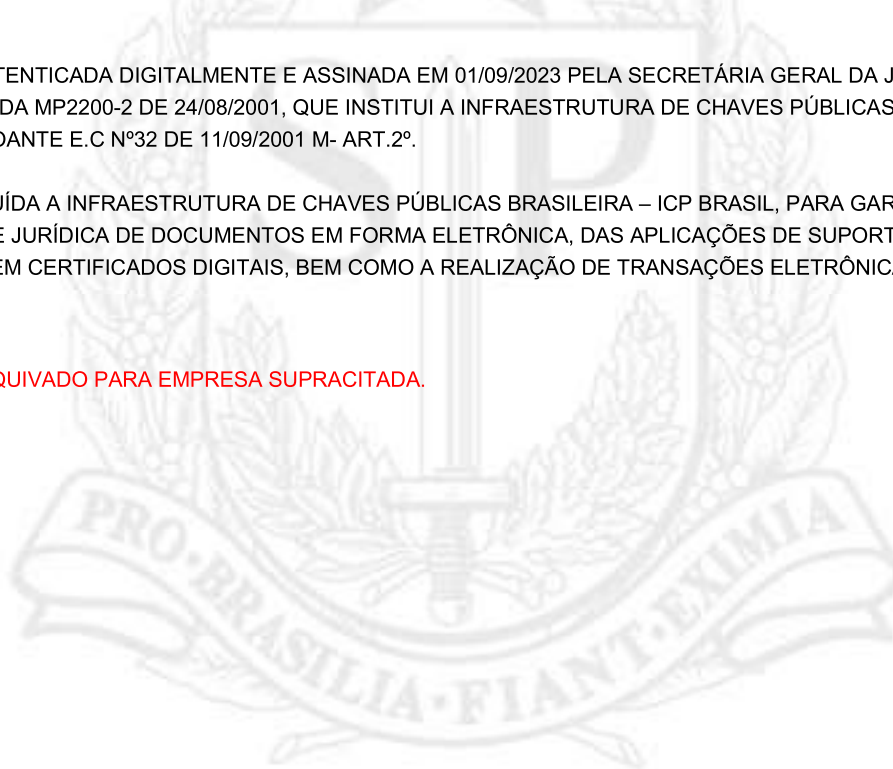 TENTICADA DIGITALMENTE E ASSINADA EM 01/09/2023 PELA SECRETÁRIA GERAL DA J
DA MP2200-2 DE 24/08/2001, QUE INSTITUI A INFRAESTRUTURA DE CHAVES PÚBLICAS
DANTE E.C Nº32 DE 11/09/2001 M- ART.2º.
UÍDA A INFRAESTRUTURA DE CHAVES PÚBLICAS BRASILEIRA – ICP BRASIL, PARA GAR
E JURÍDICA DE DOCUMENTOS EM FORMA ELETRÔNICA, DAS APLICAÇÕES DE SUPORT
EM CERTIFICADOS DIGITAIS, BEM COMO A REALIZAÇÃO DE TRANSAÇÕES ELETRÔNICA
QUIVADO PARA EMPRESA SUPRACITADA.
SP
PRO·BRASILIA·FIANT·EXIMIA